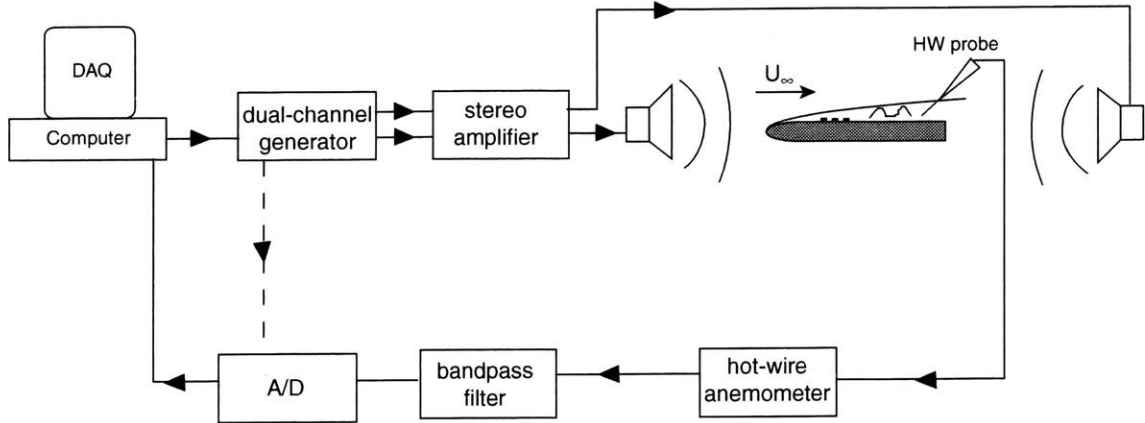 DAQ
Computer
dual-channel
generator
stereo
amplifier
U∞
HW probe
A/D
bandpass
filter
hot-wire
anemometer